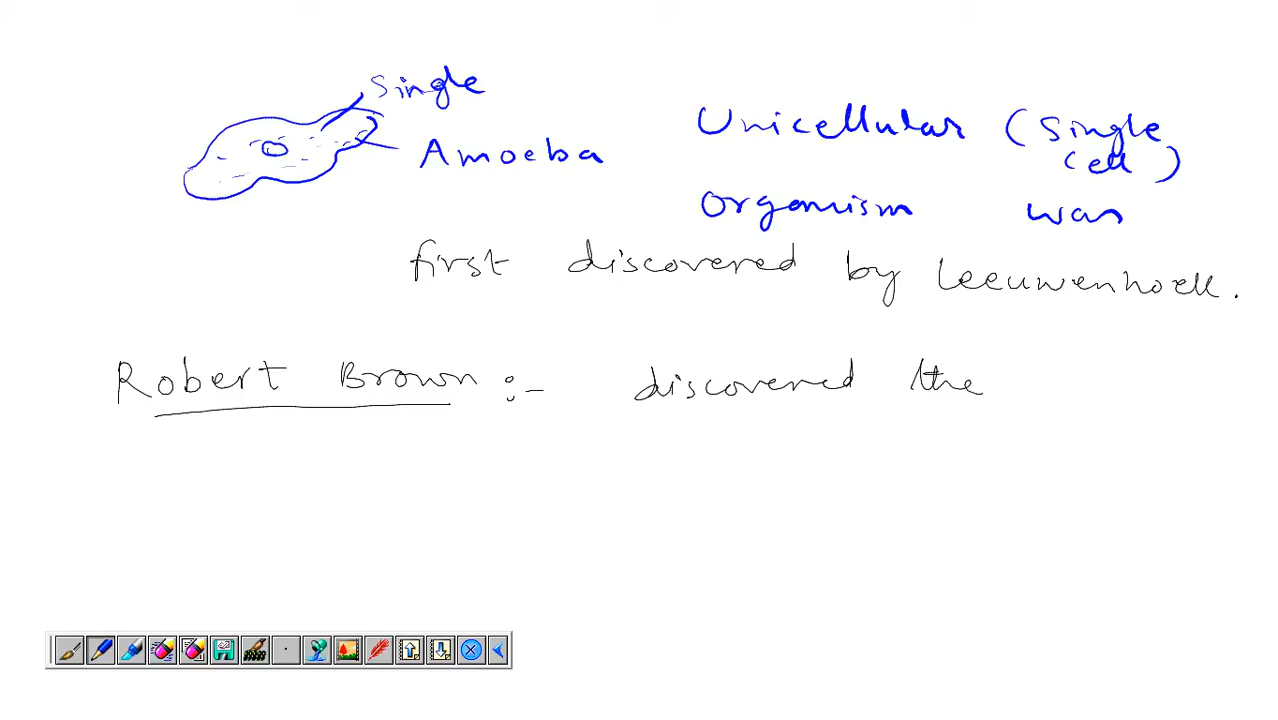 Single
Amoeba
Unicellular (Single
cell)
Organism was
first discovered by Leeuwenhoek.
Robert Brown :- discovered the